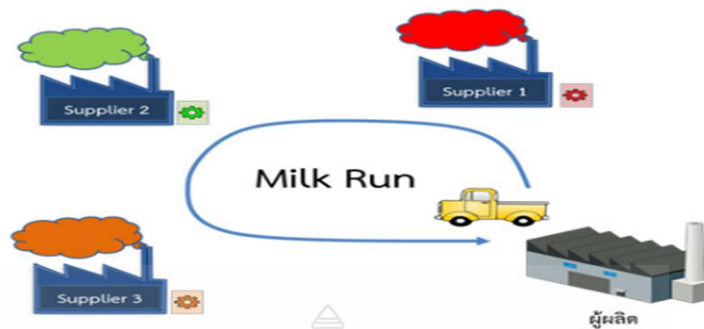 Supplier 2
Supplier 1
Milk Run
Supplier 3
ผู้ผลิต